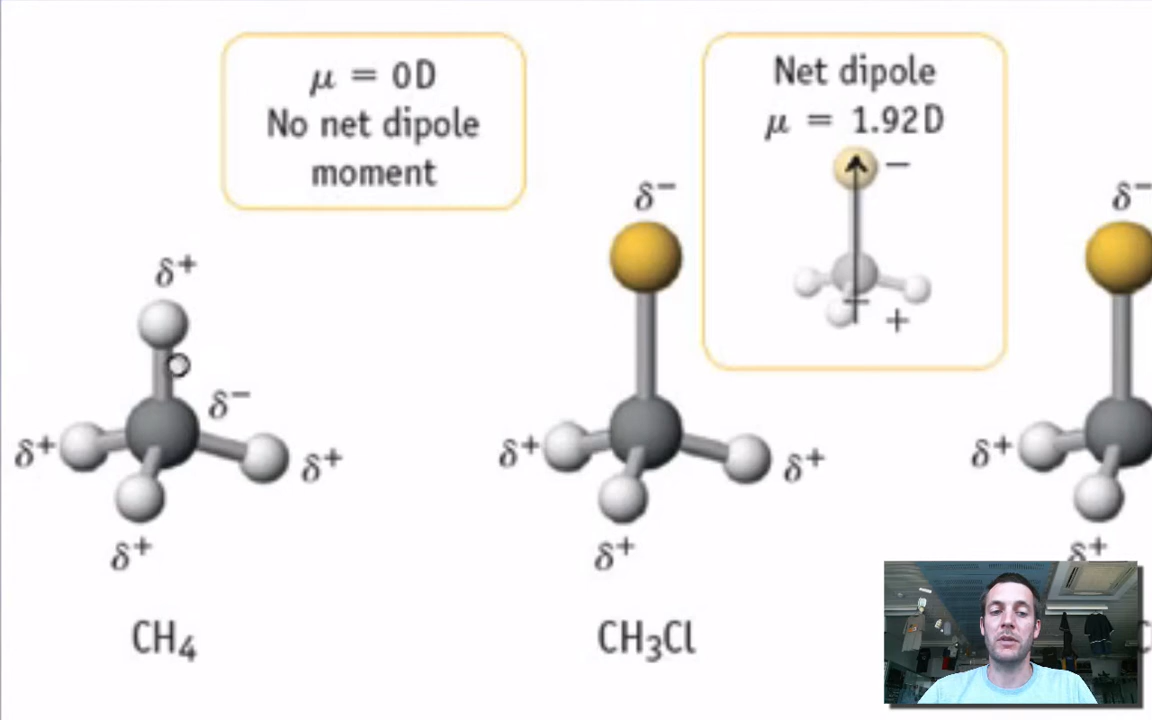 μ = 0D
No net dipole
moment
Net dipole
μ = 1.92D
−
+
δ+
δ−
δ+
δ+
δ+
CH₄
δ−
δ+
δ+
δ+
CH₃Cl
δ−
δ+
δ+